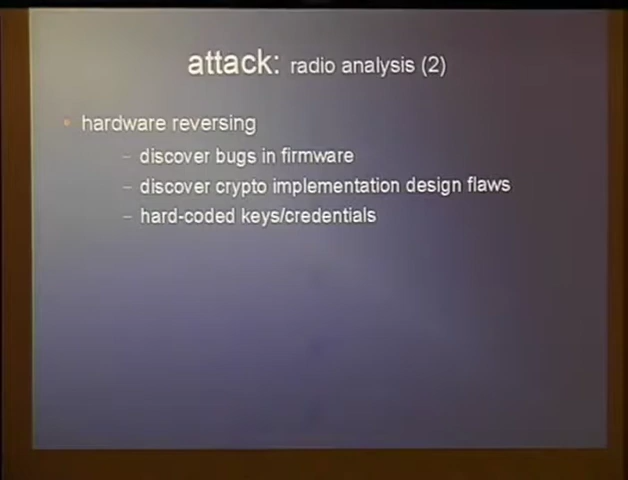 attack: radio analysis (2)
• hardware reversing
– discover bugs in firmware
– discover crypto implementation design flaws
– hard-coded keys/credentials